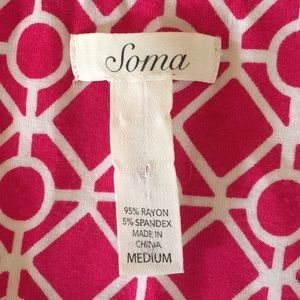 Soma
95% RAYON
5% SPANDEX
MADE IN
CHINA
MEDIUM